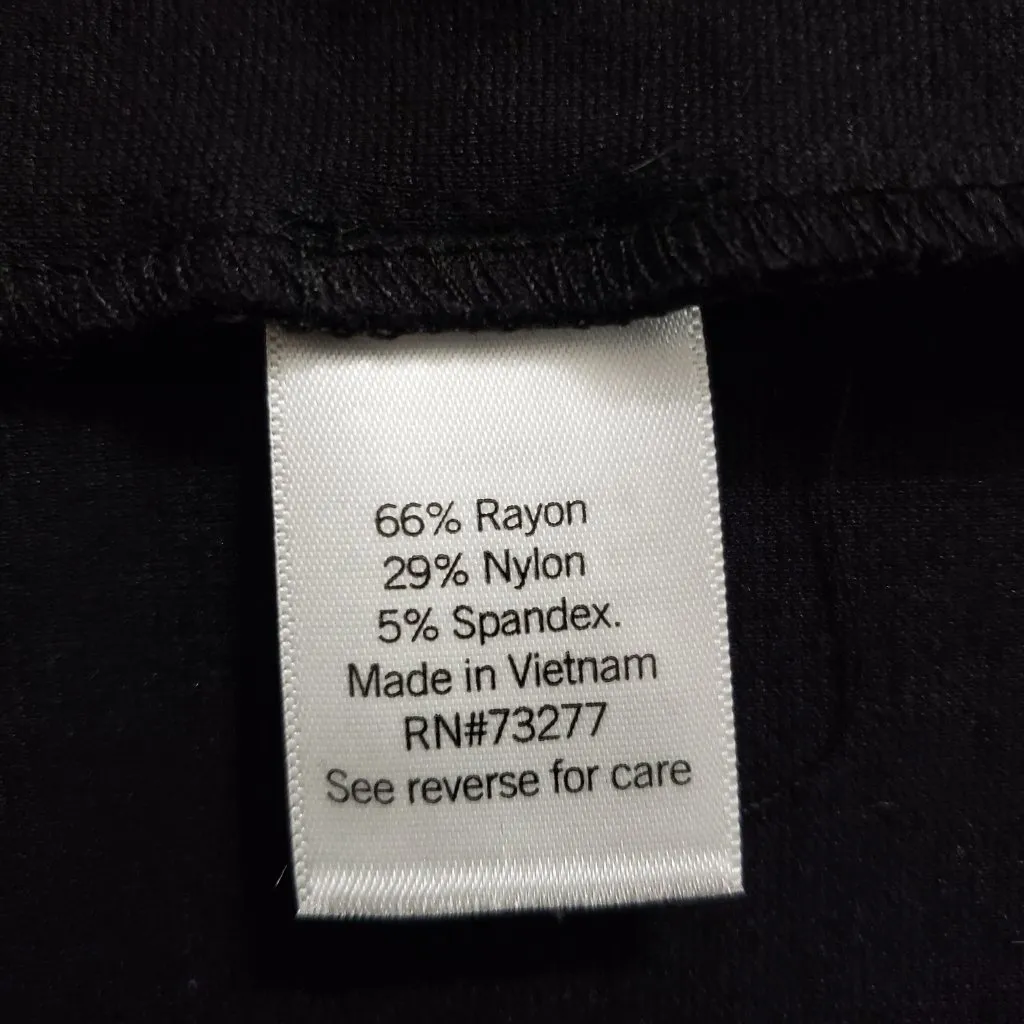 66% Rayon
29% Nylon
5% Spandex.
Made in Vietnam
RN#73277
See reverse for care